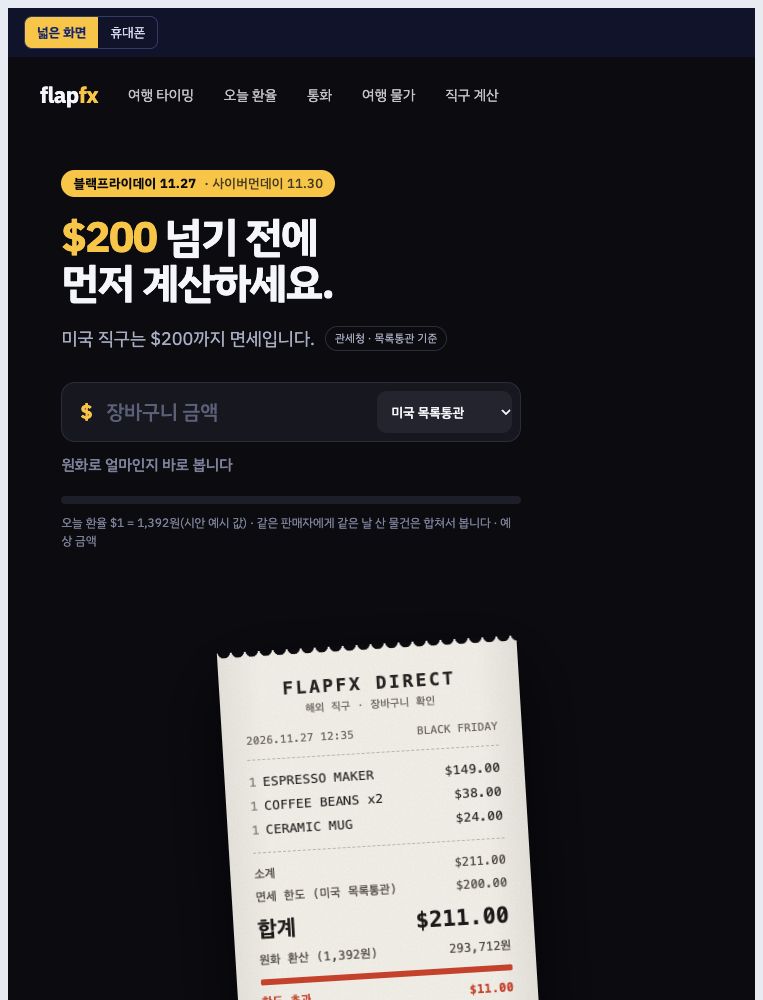 넓은 화면 휴대폰
flapfx 여행 타이밍 오늘 환율 통화 여행 물가 직구 계산
블랙프라이데이 11.27 · 사이버먼데이 11.30
$200 넘기 전에
먼저 계산하세요.
미국 직구는 $200까지 면세입니다. 관세청 · 목록통관 기준
$ 장바구니 금액 미국 목록통관
원화로 얼마인지 바로 봅니다
오늘 환율 $1 = 1,392원(시안 예시 값) · 같은 판매자에게 같은 날 산 물건은 합쳐서 봅니다 · 예
상 금액
FLAPFX DIRECT
해외 직구 · 장바구니 확인
2026.11.27 12:35 BLACK FRIDAY
1 ESPRESSO MAKER $149.00
1 COFFEE BEANS x2 $38.00
1 CERAMIC MUG $24.00
소계 $211.00
면세 한도 (미국 목록통관) $200.00
합계 $211.00
원화 환산 (1,392원) 293,712원
한도 초과 $11.00